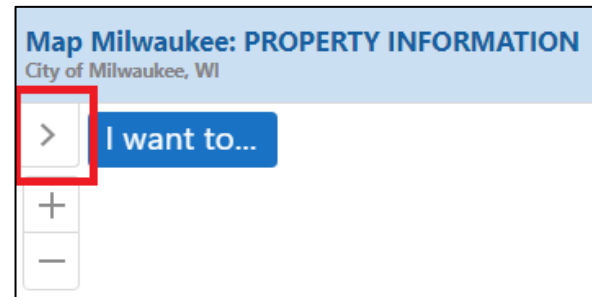 Map Milwaukee: PROPERTY INFORMATION
City of Milwaukee, WI
> I want to...
+
—